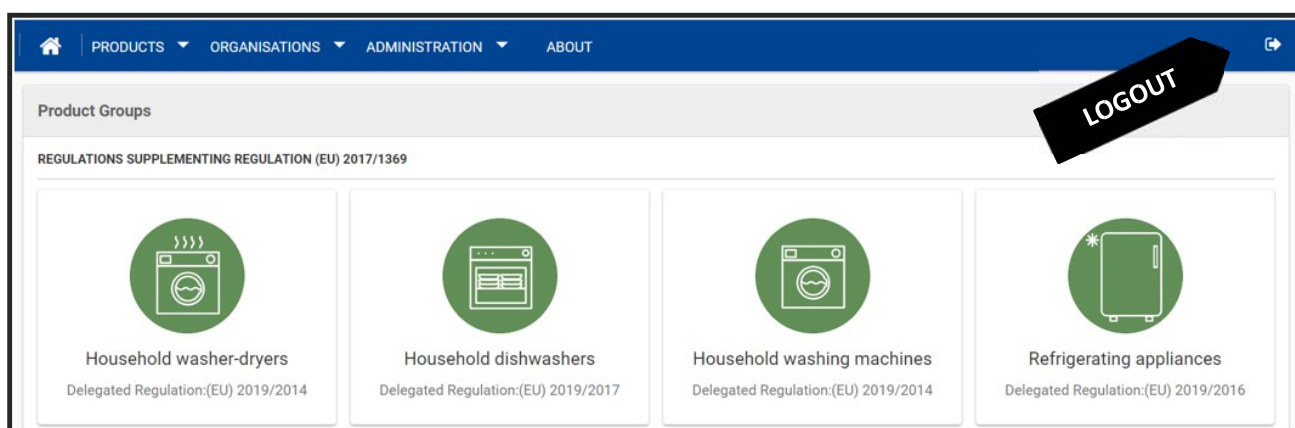 PRODUCTS ORGANISATIONS ADMINISTRATION ABOUT
LOGOUT
Product Groups
REGULATIONS SUPPLEMENTING REGULATION (EU) 2017/1369
Household washer-dryers
Delegated Regulation:(EU) 2019/2014
Household dishwashers
Delegated Regulation:(EU) 2019/2017
Household washing machines
Delegated Regulation:(EU) 2019/2014
Refrigerating appliances
Delegated Regulation:(EU) 2019/2016